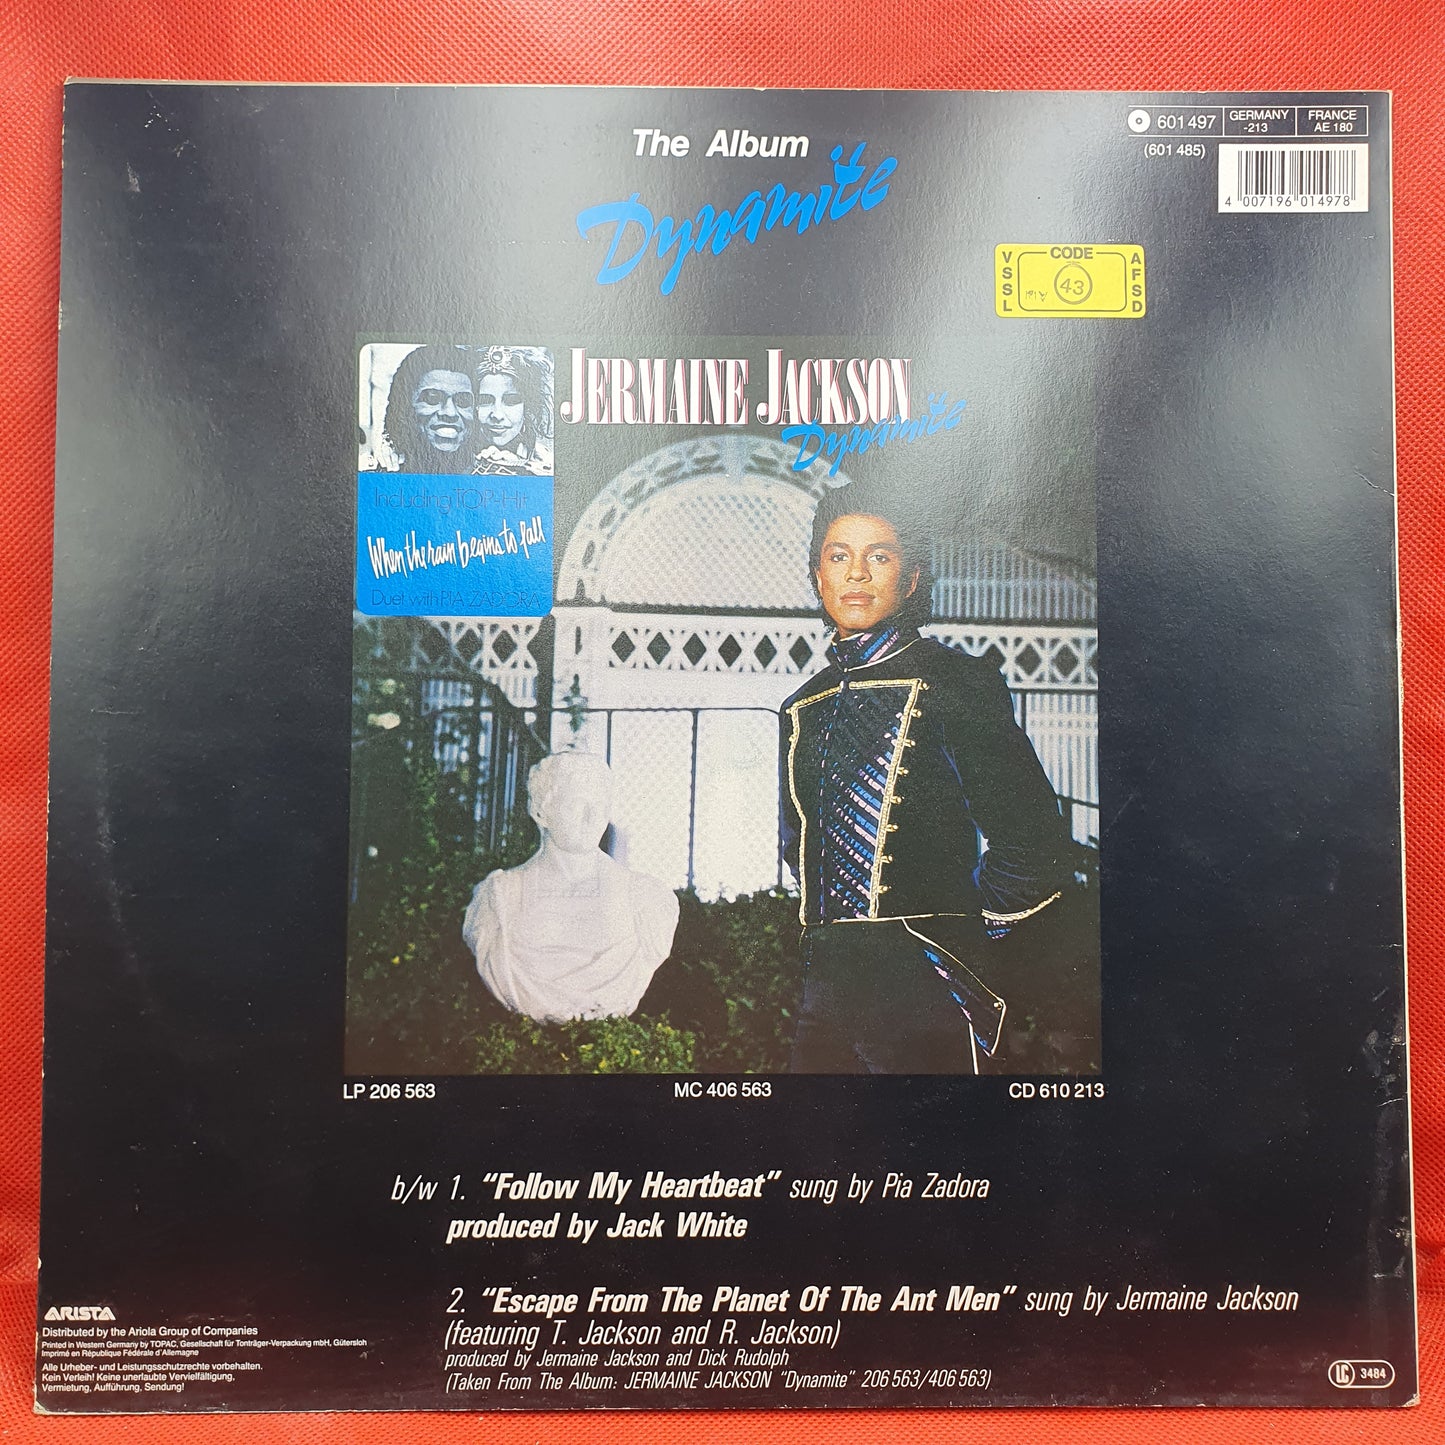 The Album
Dynamite
601 497
GERMANY
-213
FRANCE
AE 180
(601 485)
4 007196 014978
VSSL
CODE
43
AFSD
JERMAINE JACKSON
Dynamite
Including TOP-Hit
When the rain begins to fall
Duet with PIA ZADORA
LP 206 563
MC 406 563
CD 610 213
b/w 1. "Follow My Heartbeat" sung by Pia Zadora
produced by Jack White
2. "Escape From The Planet Of The Ant Men" sung by Jermaine Jackson
(featuring T. Jackson and R. Jackson)
produced by Jermaine Jackson and Dick Rudolph
(Taken From The Album: JERMAINE JACKSON "Dynamite" 206 563/406 563)
ARISTA
Distributed by the Ariola Group of Companies
Printed in Western Germany by TOPAC, Gesellschaft für Tonträger-Verpackung mbH, Gütersloh
Imprimé en République Fédérale d'Allemagne
Alle Urheber- und Leistungsschutzrechte vorbehalten.
Kein Verleih! Keine unerlaubte Vervielfältigung,
Vermietung, Aufführung, Sendung!
LC 3484